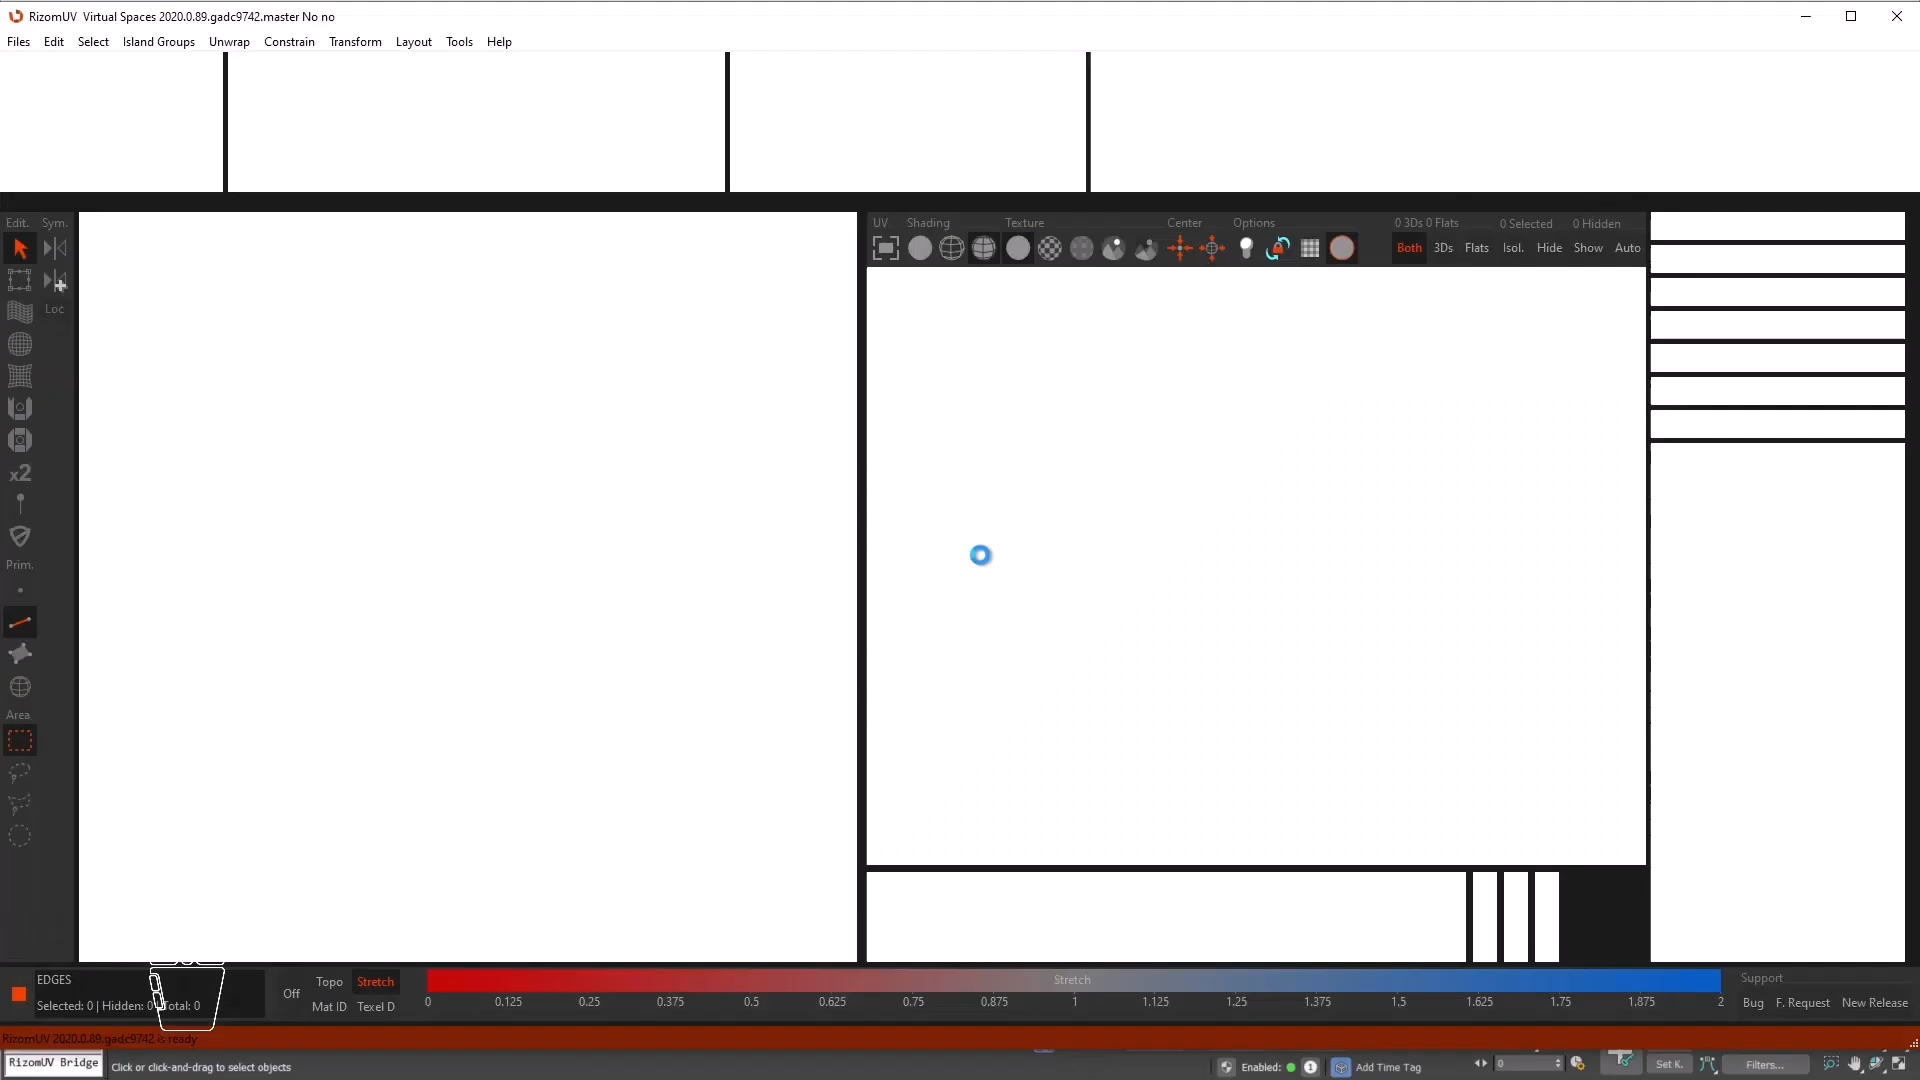 RizomUV  Virtual Spaces 2020.0.89.gadc9742.master No no
Files Edit Select Island Groups Unwrap Constrain Transform Layout Tools Help
Edit. Sym. UV Shading Texture Center Options 0 3Ds 0 Flats 0 Selected 0 Hidden
Both 3Ds Flats Isol. Hide Show Auto
Loc
x2
Prim.
Area
EDGES Topo Stretch Stretch Support
Off
Selected: 0 | Hidden: 0 Total: 0 Mat ID Texel D 0 0.125 0.25 0.375 0.5 0.625 0.75 0.875 1 1.125 1.25 1.375 1.5 1.625 1.75 1.875 2 Bug F. Request New Release
RizomUV 2020.0.89.gadc9742 is ready
RizomUV Bridge Click or click-and-drag to select objects Enabled: 1 Add Time Tag 0 Set K. Filters...